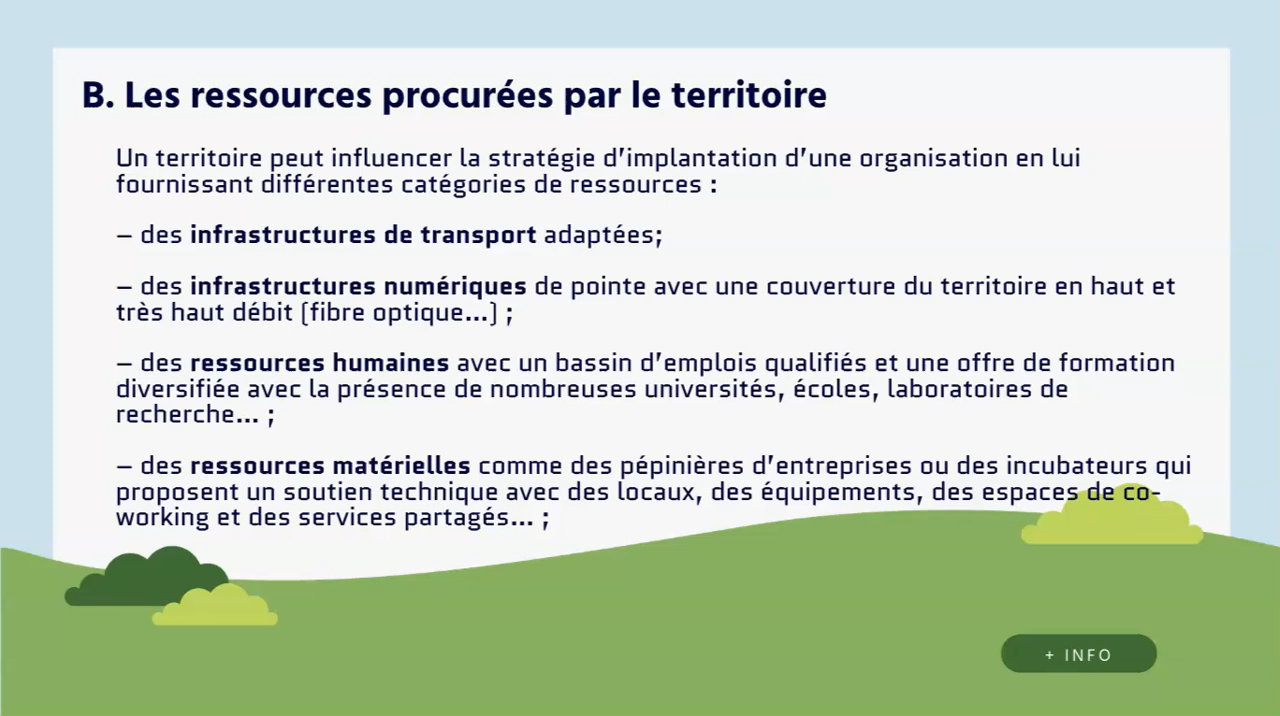 B. Les ressources procurées par le territoire
Un territoire peut influencer la stratégie d’implantation d’une organisation en lui
fournissant différentes catégories de ressources :
– des infrastructures de transport adaptées;
– des infrastructures numériques de pointe avec une couverture du territoire en haut et
très haut débit (fibre optique...) ;
– des ressources humaines avec un bassin d’emplois qualifiés et une offre de formation
diversifiée avec la présence de nombreuses universités, écoles, laboratoires de
recherche... ;
– des ressources matérielles comme des pépinières d’entreprises ou des incubateurs qui
proposent un soutien technique avec des locaux, des équipements, des espaces de co-
working et des services partagés... ;
+ INFO